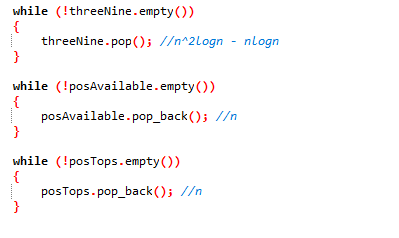 while (!threeNine.empty())
{
threeNine.pop(); //n^2logn - nlogn
}
while (!posAvailable.empty())
{
posAvailable.pop_back(); //n
}
while (!posTops.empty())
{
posTops.pop_back(); //n
}